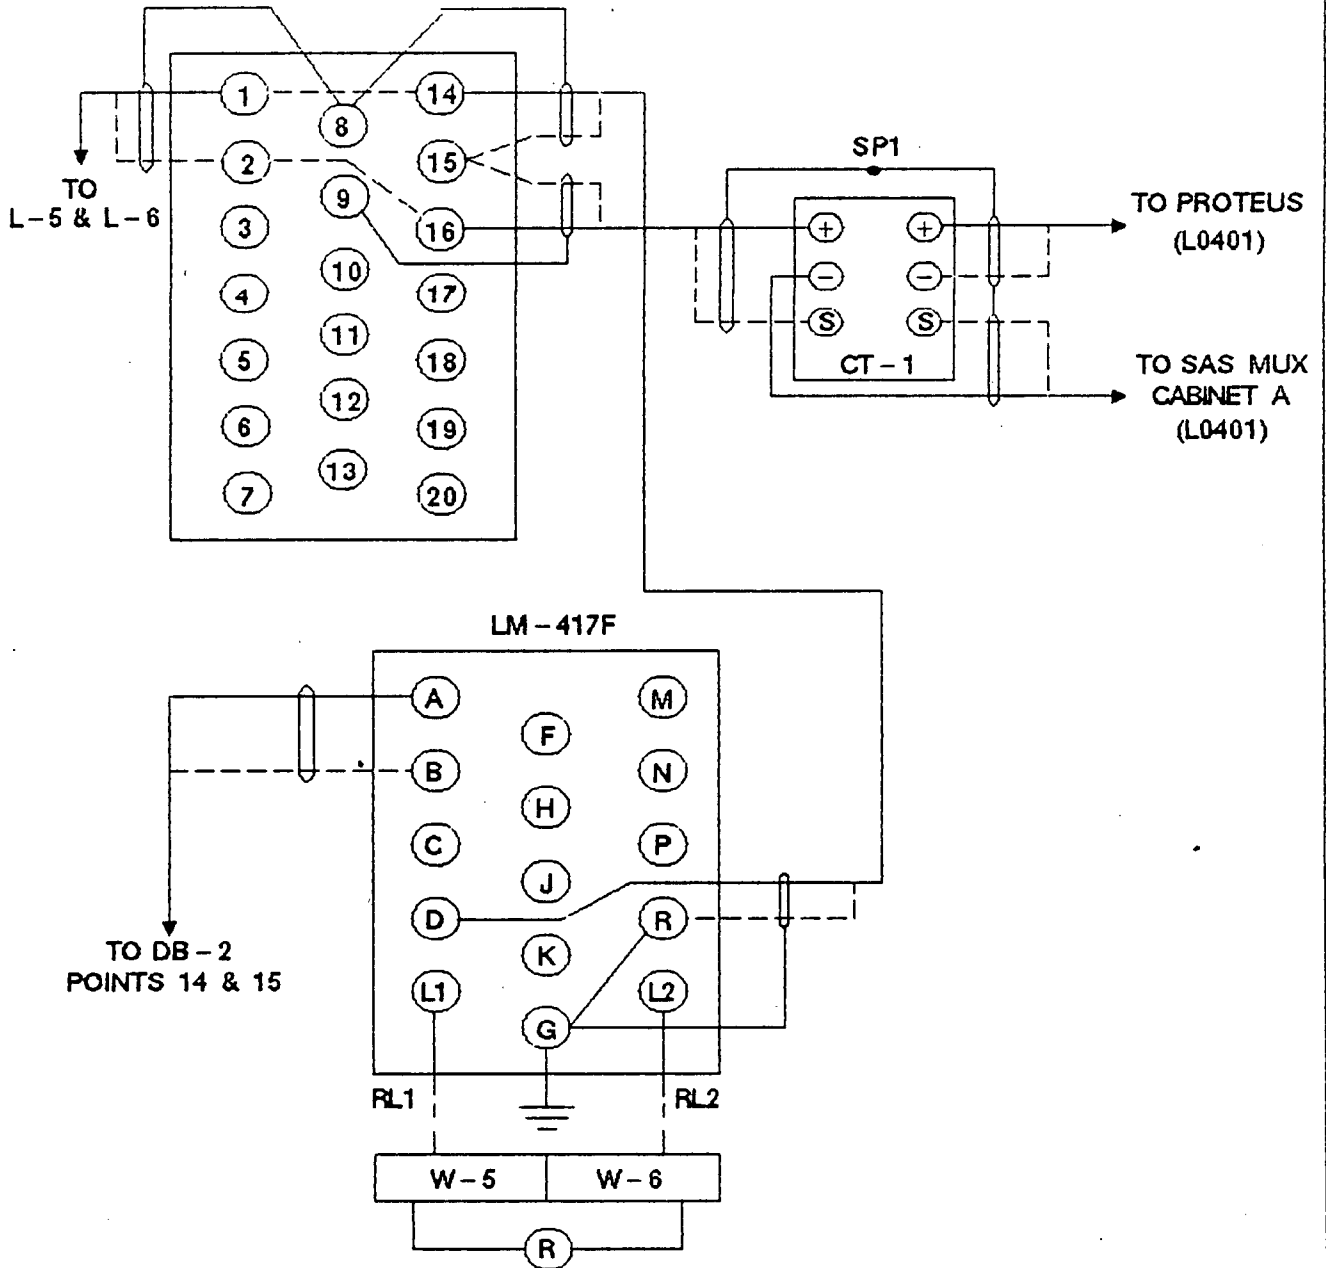 1
14
8
2
15
9
3
16
10
4
17
11
5
18
12
6
19
13
7
20
TO
L-5 & L-6
SP1
+ +
- -
S S
CT-1
TO PROTEUS
(L0401)
TO SAS MUX
CABINET A
(L0401)
LM-417F
A
M
F
B
N
H
C
P
J
D
R
K
L1
L2
G
TO DB-2
POINTS 14 & 15
RL1
RL2
W-5
W-6
R